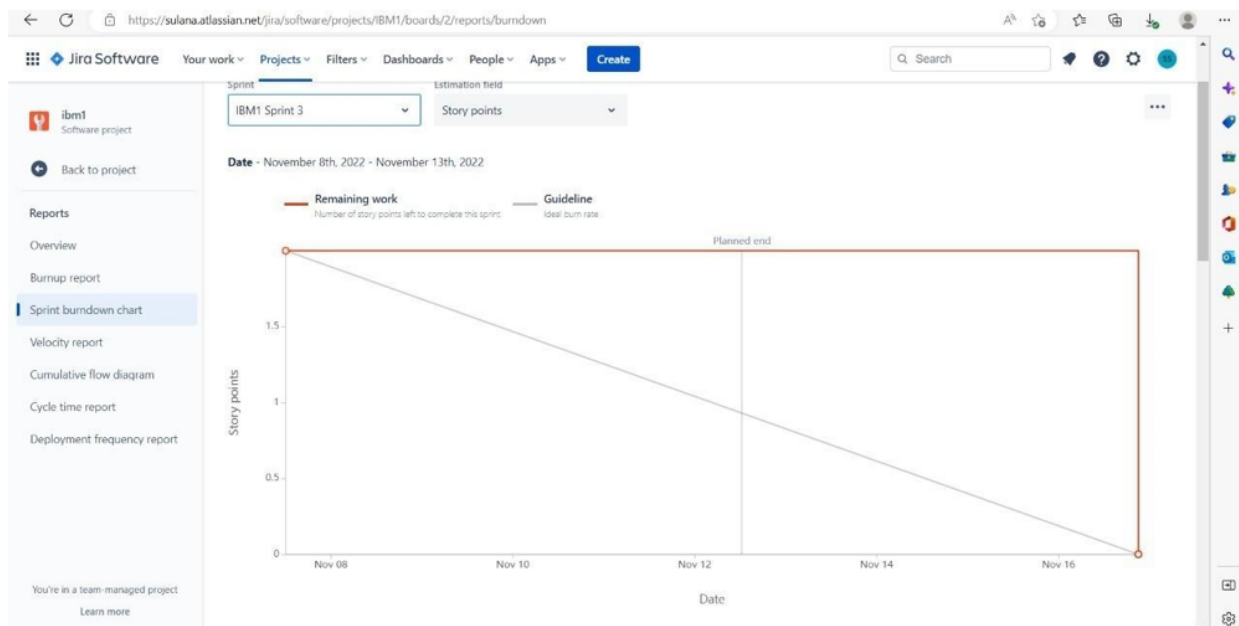 https://sulana.atlassian.net/jira/software/projects/IBM1/boards/2/reports/burndown
Jira Software Your work Projects Filters Dashboards People Apps Create Search SS
Sprint Estimation field
IBM1 Sprint 3 Story points
ibm1
Software project
Back to project
Date - November 8th, 2022 - November 13th, 2022
Remaining work Guideline
Number of story points left to complete this sprint Ideal burn rate
Reports
Overview
Burnup report
Sprint burndown chart
Velocity report
Cumulative flow diagram
Cycle time report
Deployment frequency report
You're in a team-managed project
Learn more
Planned end
Story points
1.5
1
0.5
0
Nov 08 Nov 10 Nov 12 Nov 14 Nov 16
Date